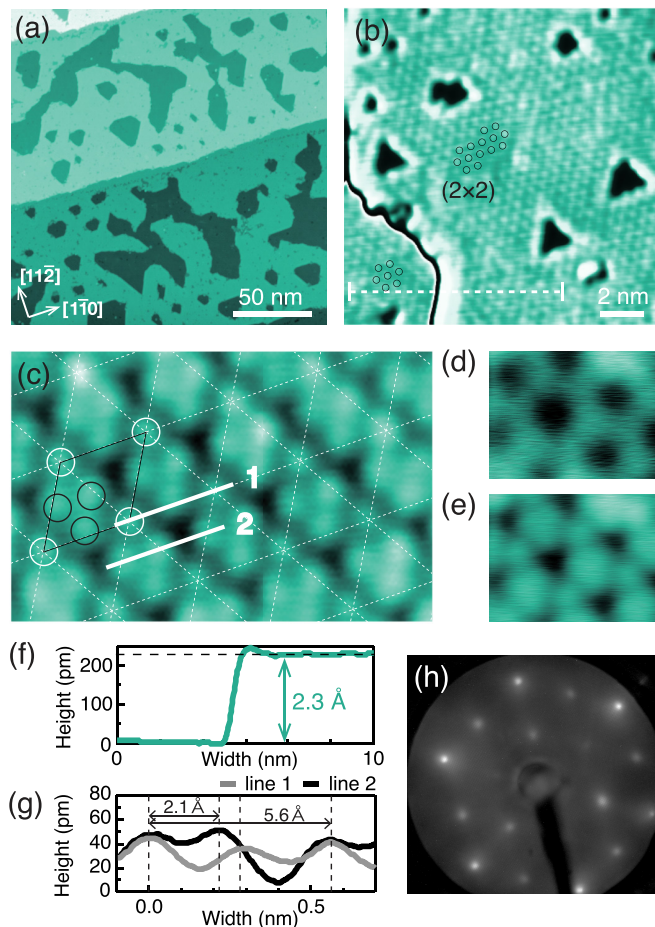 (a)
[112̄]
[11̄0]
50 nm
(b)
(2×2)
2 nm
(c)
1
2
(d)
(e)
(f)
Height (pm)
200
100
0
2.3 Å
0
Width (nm)
10
line 1
line 2
(g)
Height (pm)
80
60
40
20
0
2.1 Å
5.6 Å
0.0
0.5
Width (nm)
(h)